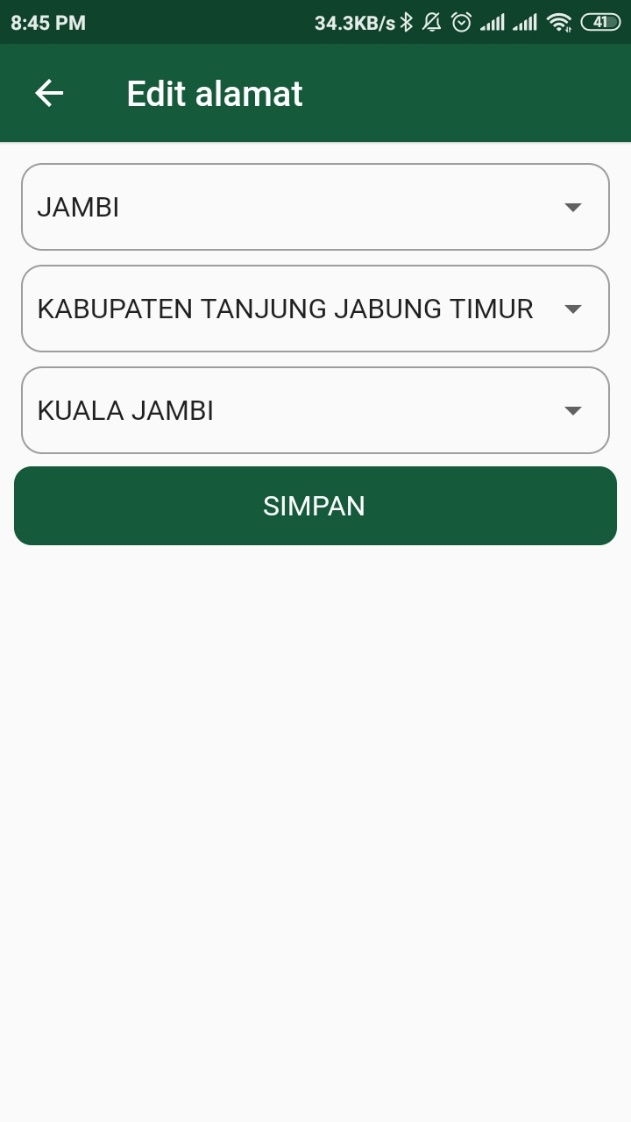 8:45 PM 34.3KB/s 41
Edit alamat
JAMBI
KABUPATEN TANJUNG JABUNG TIMUR
KUALA JAMBI
SIMPAN